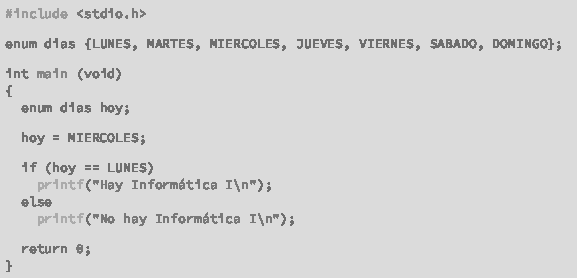 #include <stdio.h>
enum dias {LUNES, MARTES, MIERCOLES, JUEVES, VIERNES, SABADO, DOMINGO};
int main (void)
{
  enum dias hoy;
  hoy = MIERCOLES;
  if (hoy == LUNES)
    printf("Hay Informática I\n");
  else
    printf("No hay Informática I\n");
  return 0;
}